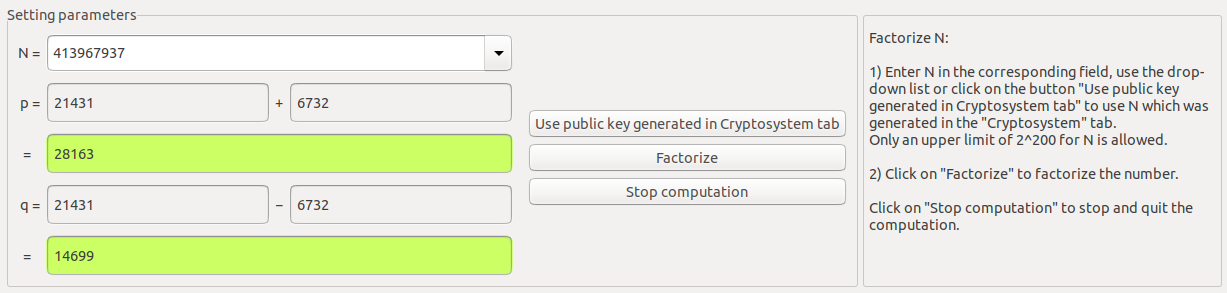 Setting parameters
N = 413967937
p = 21431 + 6732
= 28163
q = 21431 − 6732
= 14699
Use public key generated in Cryptosystem tab
Factorize
Stop computation
Factorize N:
1) Enter N in the corresponding field, use the drop-
down list or click on the button "Use public key
generated in Cryptosystem tab" to use N which was
generated in the "Cryptosystem" tab.
Only an upper limit of 2^200 for N is allowed.
2) Click on "Factorize" to factorize the number.
Click on "Stop computation" to stop and quit the
computation.